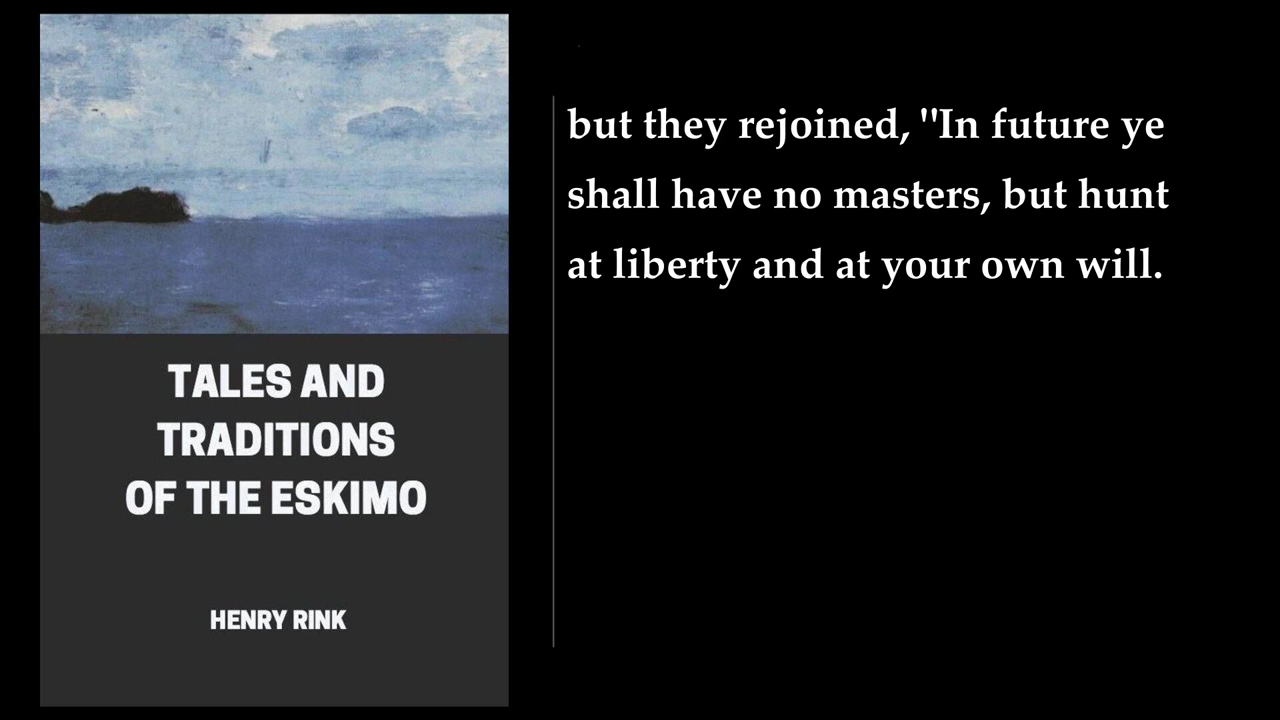 TALES AND
TRADITIONS
OF THE ESKIMO
HENRY RINK
but they rejoined, "In future ye
shall have no masters, but hunt
at liberty and at your own will.